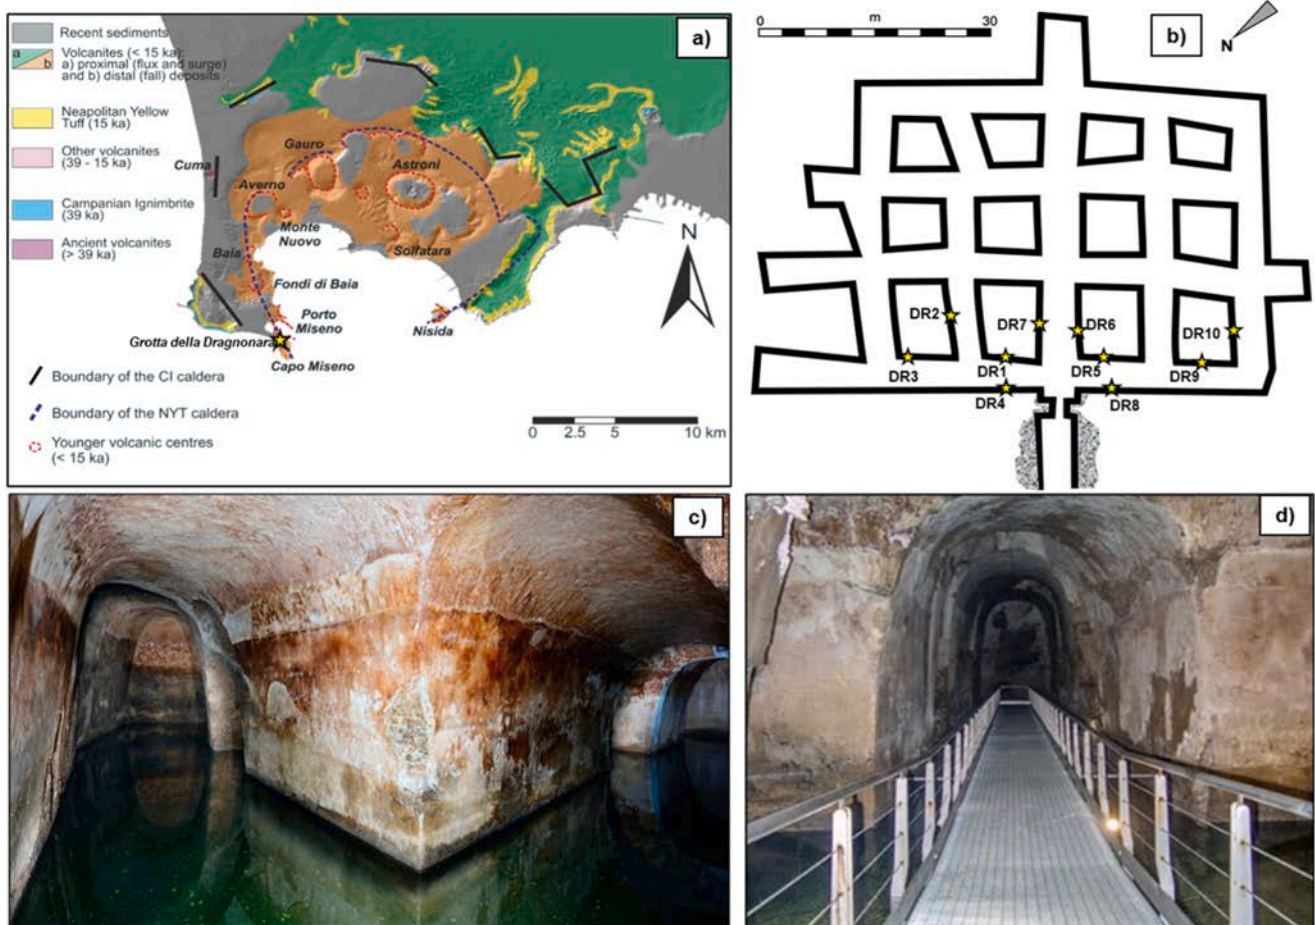 a)
Recent sediments
a
b
Volcanites (< 15 ka):
a) proximal (flux and surge)
and b) distal (fall) deposits
Neapolitan Yellow
Tuff (15 ka)
Other volcanites
(39 - 15 ka)
Campanian Ignimbrite
(39 ka)
Ancient volcanites
(> 39 ka)
Cuma
Gauro
Averno
Astroni
Monte
Nuovo
Baia
Solfatara
Fondi di Baia
Porto
Miseno
Nisida
Grotta della Dragnonara
Capo Miseno
N
Boundary of the CI caldera
Boundary of the NYT caldera
Younger volcanic centres
(< 15 ka)
0 2.5 5 10 km
b)
0 m 30
N
DR2
DR7
DR6
DR10
DR3
DR1
DR5
DR9
DR4
DR8
c)
d)